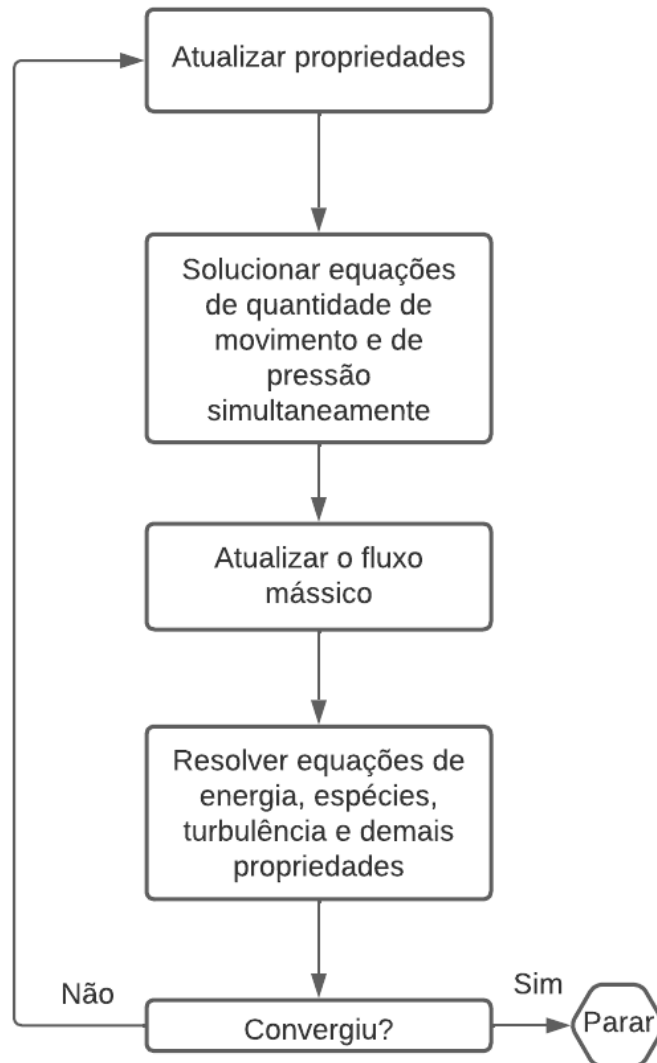 Atualizar propriedades
Solucionar equações
de quantidade de
movimento e de
pressão
simultaneamente
Atualizar o fluxo
mássico
Resolver equações de
energia, espécies,
turbulência e demais
propriedades
Não
Convergiu?
Sim
Parar